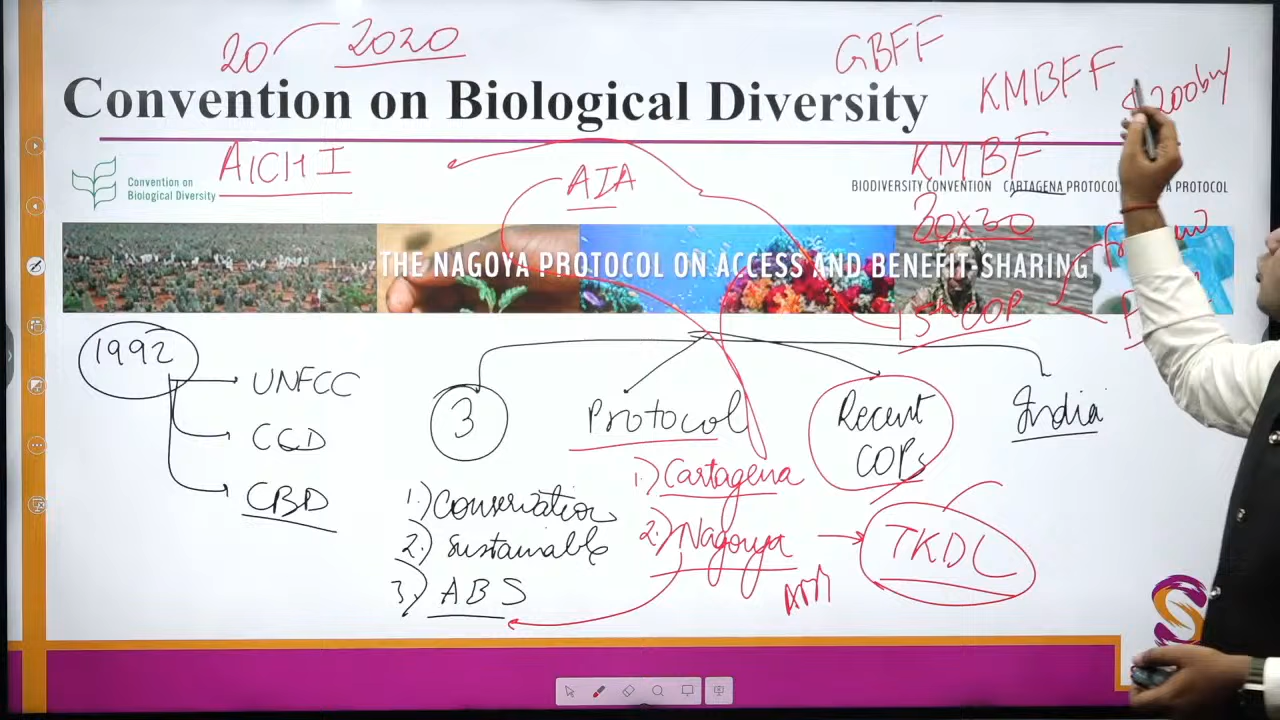 20 2020
GBFF
KMBFF
$200by
Convention on Biological Diversity
AICHI
AIA
KMBF
Convention on
Biological Diversity
BIODIVERSITY CONVENTION CARTAGENA PROTOCOL PROTOCOL
30x30
THE NAGOYA PROTOCOL ON ACCESS AND BENEFIT-SHARING
15th COP
1992
UNFCC
CCD
CBD
3
Protocol
Recent
COPs
India
1.) Conservation
2.) Sustainable
3.) ABS
1.) Cartagena
2.) Nagoya
TKDL